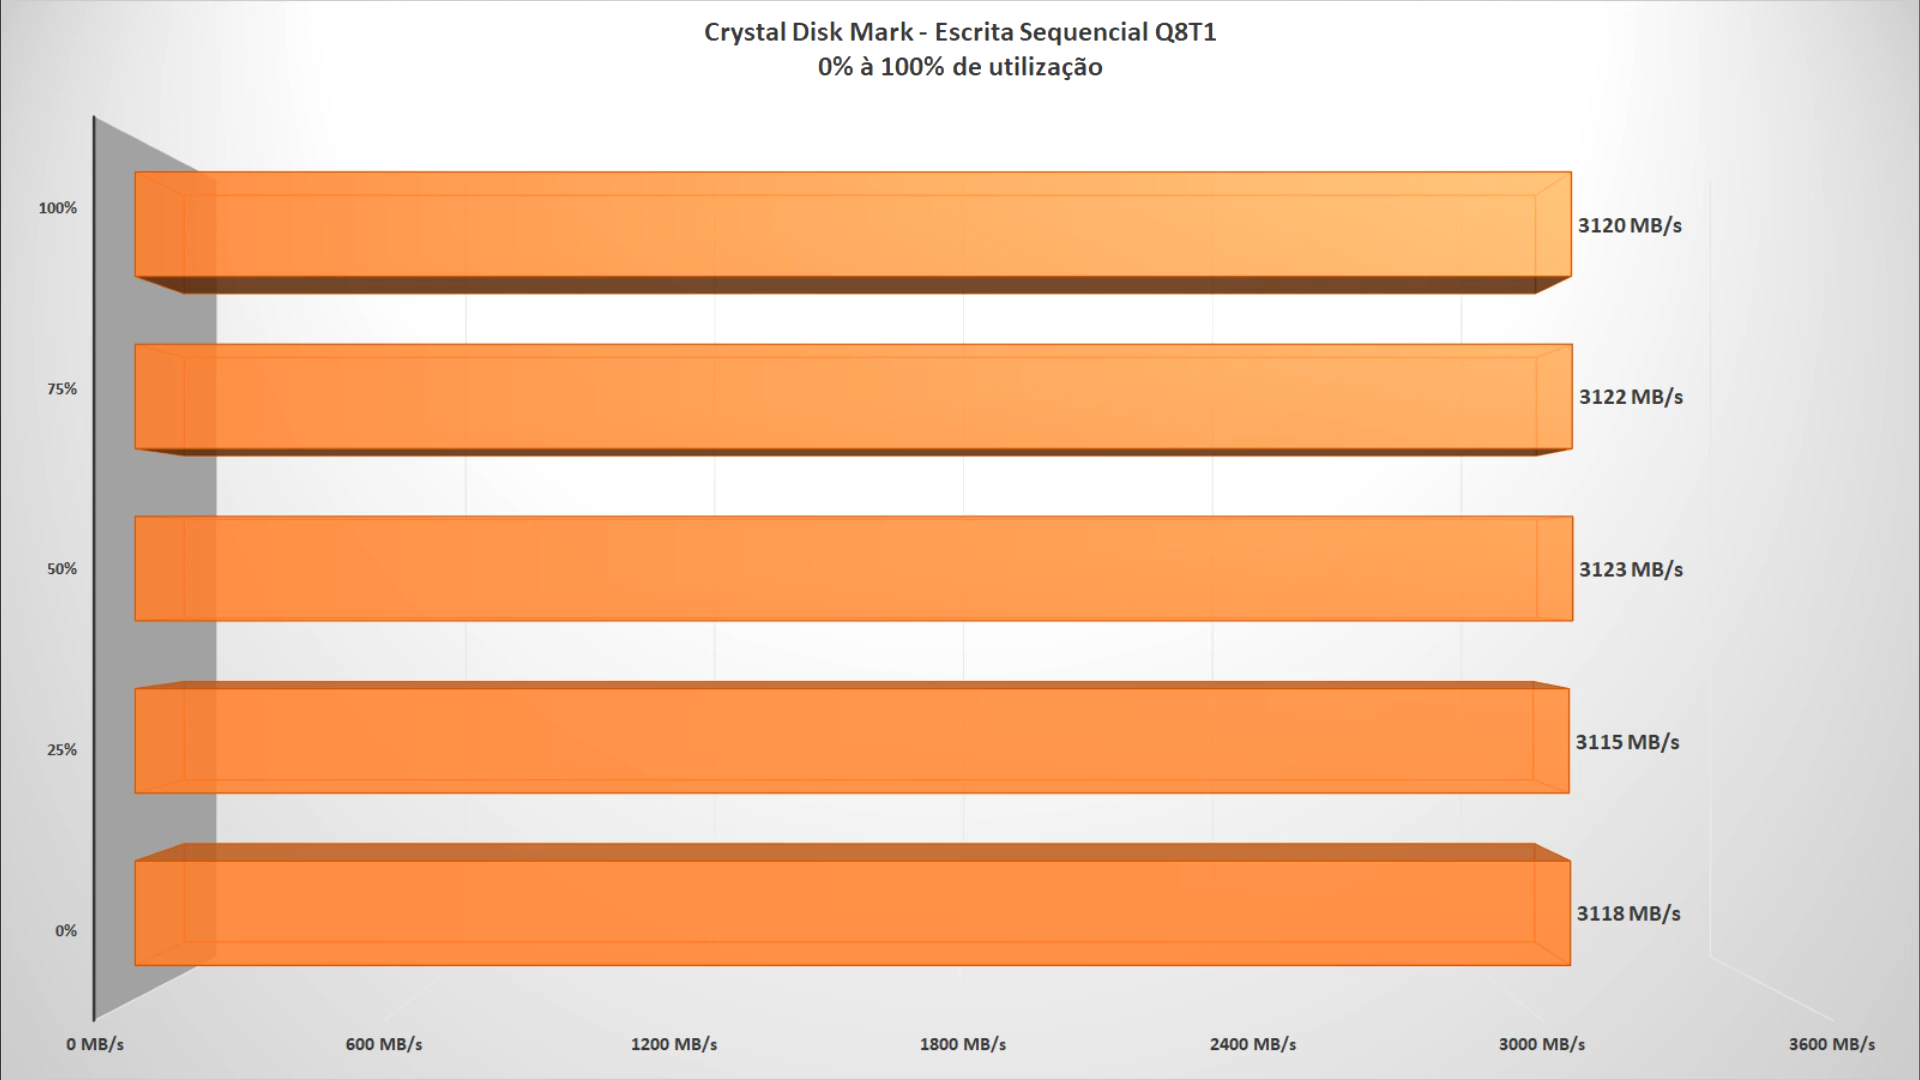 Crystal Disk Mark - Escrita Sequencial Q8T1
0% à 100% de utilização
100%
3120 MB/s
75%
3122 MB/s
50%
3123 MB/s
25%
3115 MB/s
0%
3118 MB/s
0 MB/s
600 MB/s
1200 MB/s
1800 MB/s
2400 MB/s
3000 MB/s
3600 MB/s